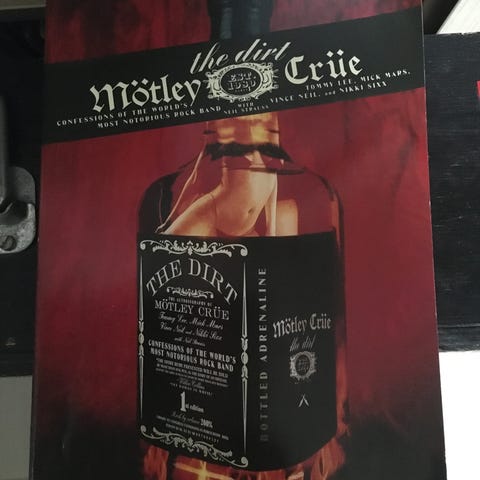 the dirt
Mötley Crüe
EST
1981
CONFESSIONS OF THE WORLD'S
MOST NOTORIOUS ROCK BAND
WITH
NEIL STRAUSS
TOMMY LEE, MICK MARS,
VINCE NEIL, and NIKKI SIXX
THE DIRT
THE AUTOBIOGRAPHY OF
MÖTLEY CRÜE
Tommy Lee, Mick Mars
Vince Neil and Nikki Sixx
with Neil Strauss
CONFESSIONS OF THE WORLD'S
MOST NOTORIOUS ROCK BAND
1st edition
200%
BOTTLED ADRENALINE
Mötley Crüe
the dirt